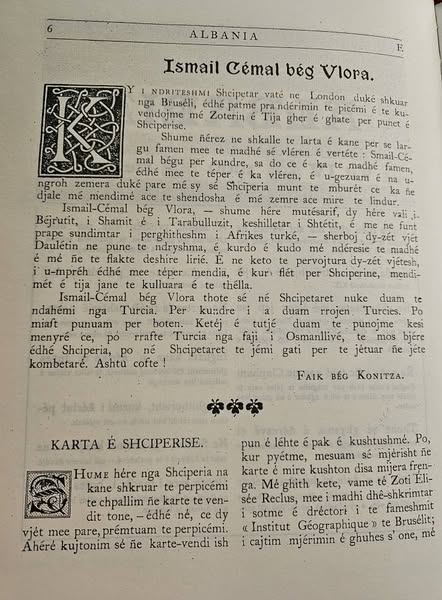 6
ALBANIA
E
Ismail Cémal bég Vlora.
KY I NDRITESHMI Shcipetar vaté ne London duké shkuar
nga Bruséli, édhé patme pra ndérimin te picémi é te ku-
vendojme mé Zoterin é Tija gher é ghate per punet é
Shciperise.
Shume ñérez ne shkalle te larta é kane per se lar-
gu famen mee te madhé sé vléren é vertéte : Smail-Cé-
mal bégu per kundre, sa do ce é ka te madhé famen,
édhé mee te téper é ka vléren, é u-gezuam é na u-
ngroh zemera duké pare mé sy sé Shciperia munt te mburét ce ka ñe
djale mé mendimé ace te shendosha é mé zemre ace mire te lindur.
Ismail-Cémal bég Vlora, — shume hére mutésarif, dy hére vali i-
Béjrutit, i Shamit é i Tarabulluzit, keshilletar i Shtétit, é me ne funt
prape sundimtar i perghitheshm i Afrikes turké, — sherboj dy-zét vjét
Daulétin ne pune te ndryshma, é kurdo é kudo mé ndéresie te madhé
é mé ñe te flakte deshire lirié. É ne keto te pervojtura dy-zét vjétesh,
i u-mpréh édhé mee téper mendia, é kur flét per Shciperine, mendi-
mét é tija jane te kulluara é te thélla.
Ismail-Cémal bég Vlora thote sé né Shcipetaret nuke duam te
ndahémi nga Turcia. Per kundre i a duam rrojen Turcies. Po
miaft punuam per boten. Ketéj é tutjé duam te punojme kesi
menyré ce, po rrafte Turcia nga faji i Osmanllivé, te mos bjére
édhé Shciperia, po né Shcipetaret te jémi gati per te jétuar ñe jéte
kombetaré. Ashtù cofte !
FAIK BÉG KONITZA.
KARTA É SHCIPERISE.
SHUME hére nga Shciperia na
kane shkruar te perpicémi
te chpallim ñe karte te ven-
dit tone, – édhé né, ce dy
vjét mee pare, prémtuam te perpicémi.
Ahéré kujtonim sé ñe karte-vendi ish
pun é léhte é pak é kushtushmé. Po,
kur pyétme, mesuam sé mjérisht ñe
karte é mire kushton disa mijera fren-
ga. Mé ghith kete, vame té Zoti Éli-
sée Reclus, mee i madhi dhé-shkrimtar
i sotme é dréctori i te fameshmit
« Institut Géographique » te Brusélit;
i cajtim mjérimin é ghuhes s'one, mé